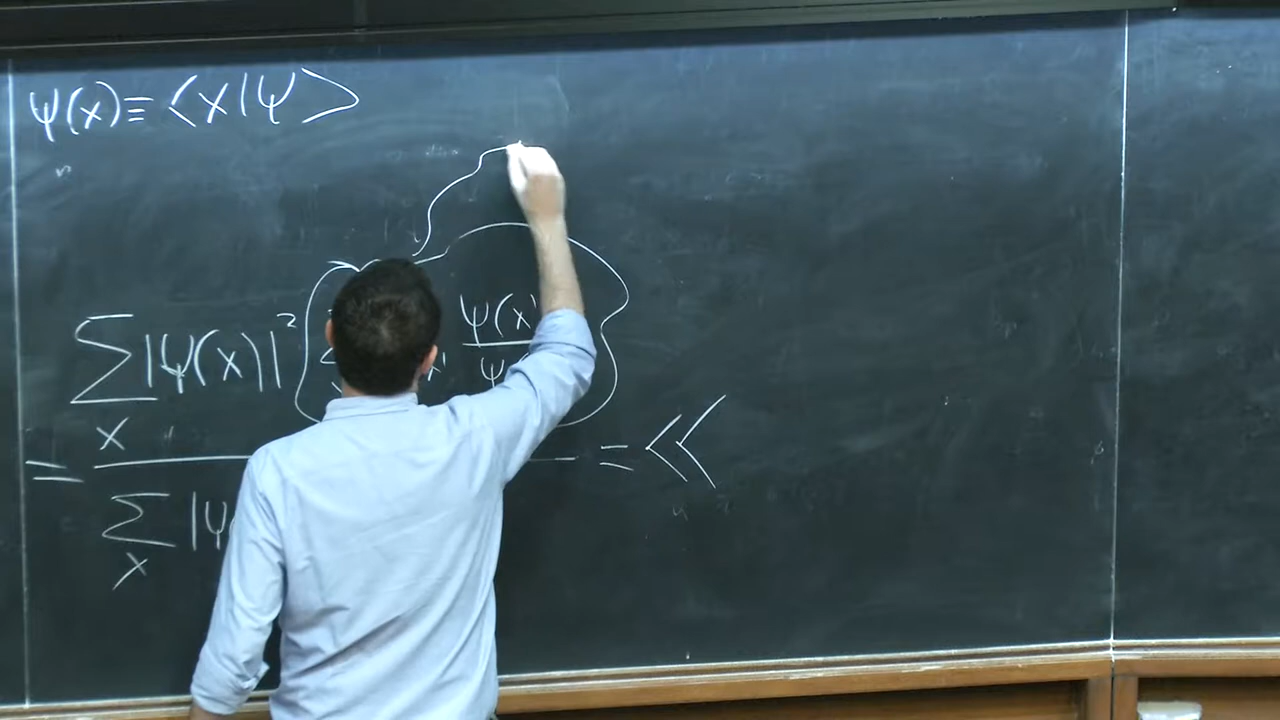 ψ(x) ≡ <x|ψ>
ψ(x'
Σ |ψ(x)|² x' ψ(
x
= = <<
Σ |ψ
x